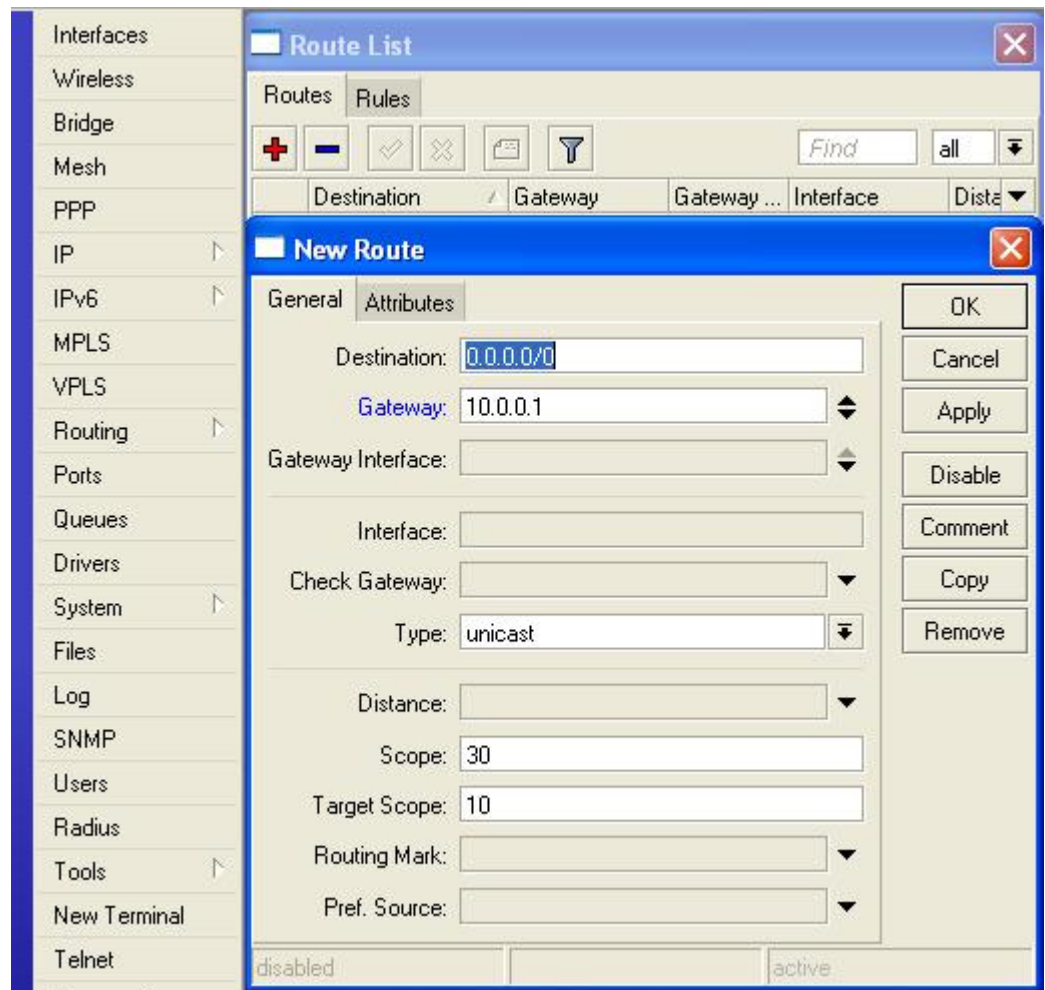 Interfaces
Wireless
Bridge
Mesh
PPP
IP
IPv6
MPLS
VPLS
Routing
Ports
Queues
Drivers
System
Files
Log
SNMP
Users
Radius
Tools
New Terminal
Telnet
Route List
Routes Rules
Find all
Destination Gateway Gateway ... Interface
New Route
General Attributes
Destination: 0.0.0.0/0
Gateway: 10.0.0.1
Gateway Interface:
Interface:
Check Gateway:
Type: unicast
Distance:
Scope: 30
Target Scope: 10
Routing Mark:
Pref. Source:
OK
Cancel
Apply
Disable
Comment
Copy
Remove
disabled active